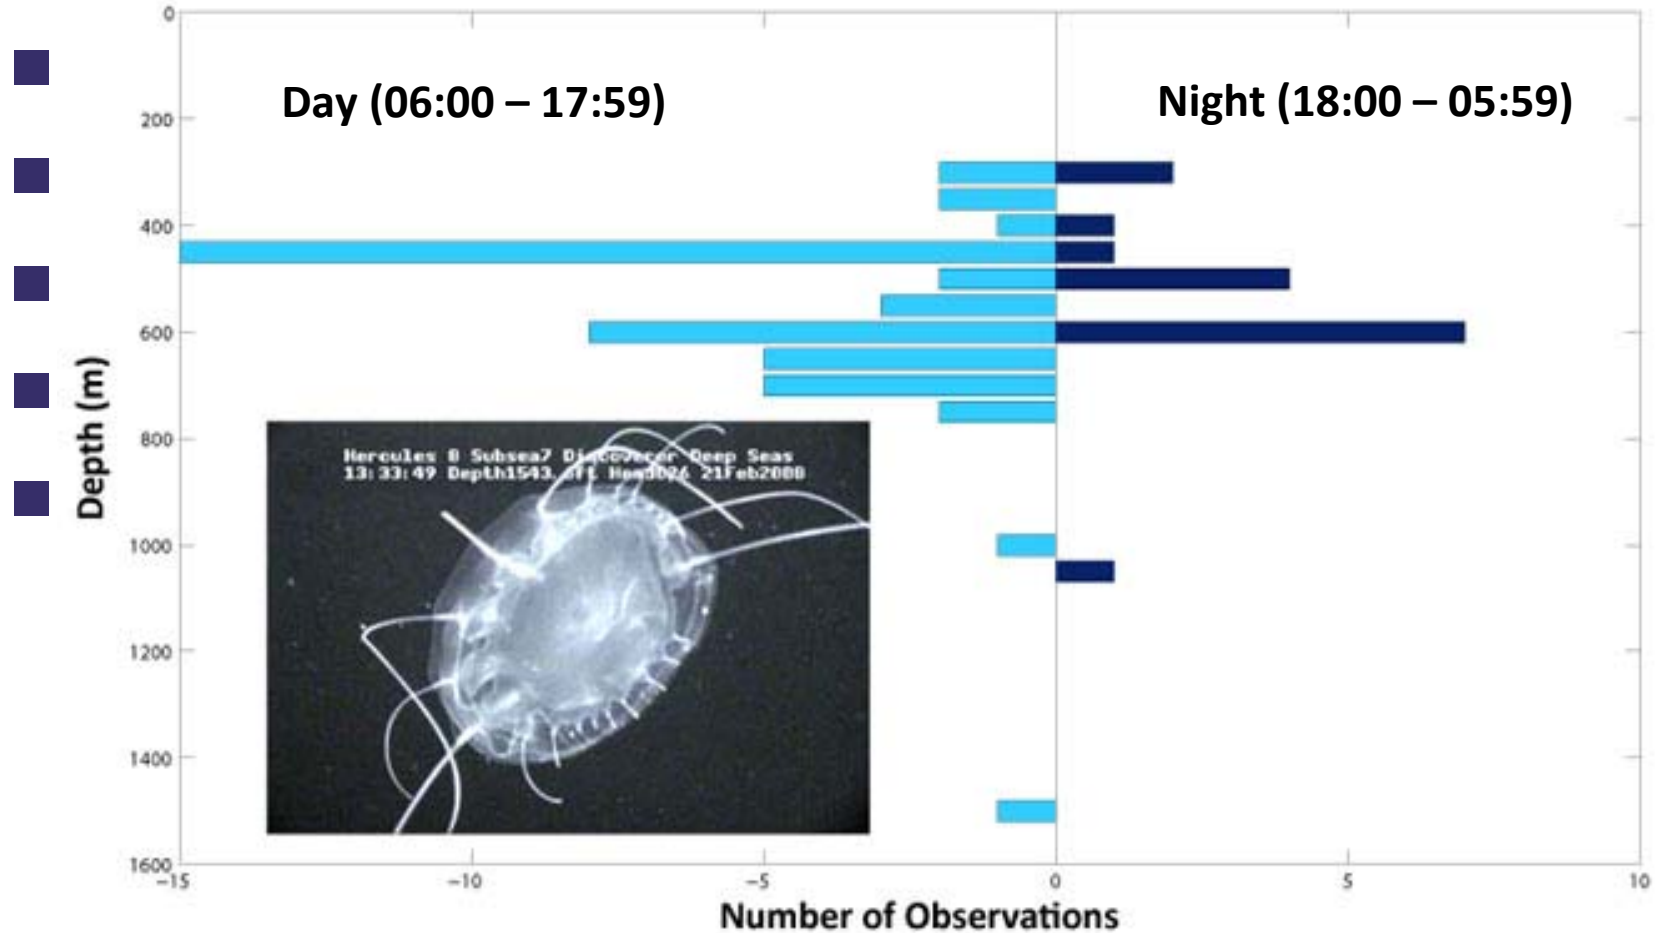 0
Day (06:00 – 17:59)
Night (18:00 – 05:59)
200
400
600
800
1000
1200
1400
1600
Depth (m)
Hercules 8 Subsea7 Discoverer Deep Seas
13:33:49 Depth1543. 21Feb2008
−15
−10
−5
0
5
10
Number of Observations